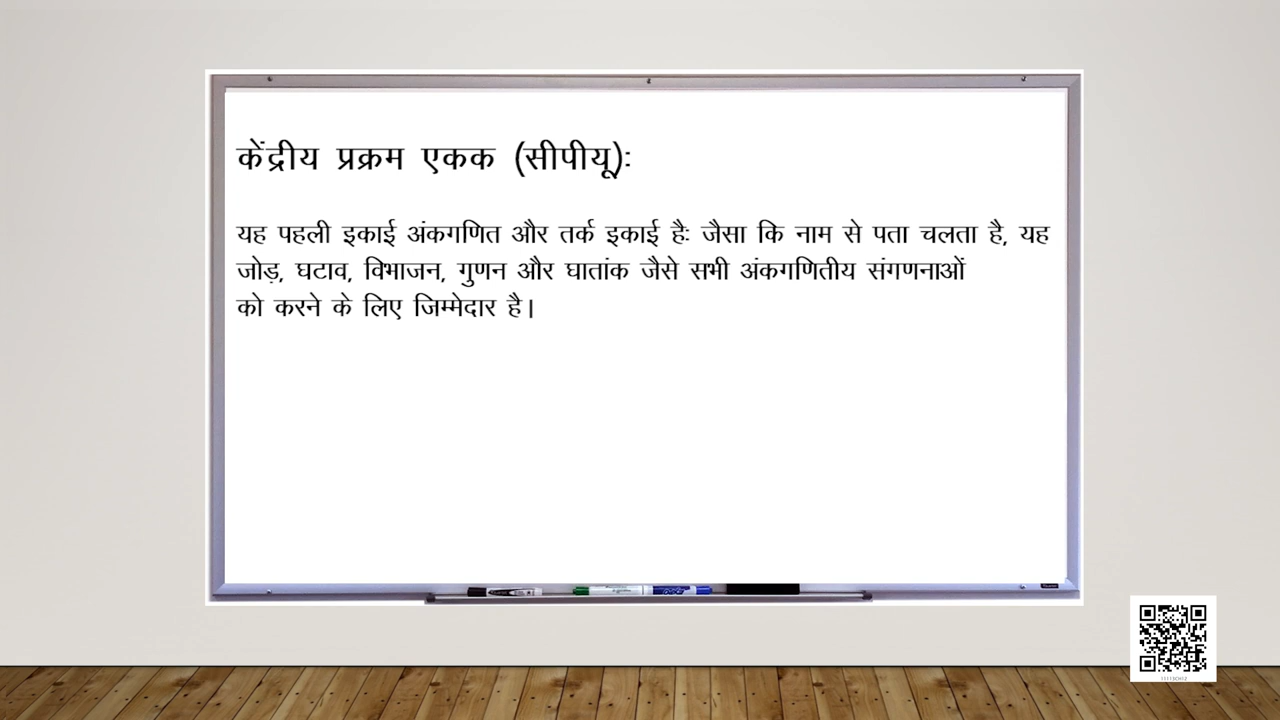 केंद्रीय प्रक्रम एकक (सीपीयू):
यह पहली इकाई अंकगणित और तर्क इकाई है: जैसा कि नाम से पता चलता है, यह
जोड़, घटाव, विभाजन, गुणन और घातांक जैसे सभी अंकगणितीय संगणनाओं
को करने के लिए जिम्मेदार है।